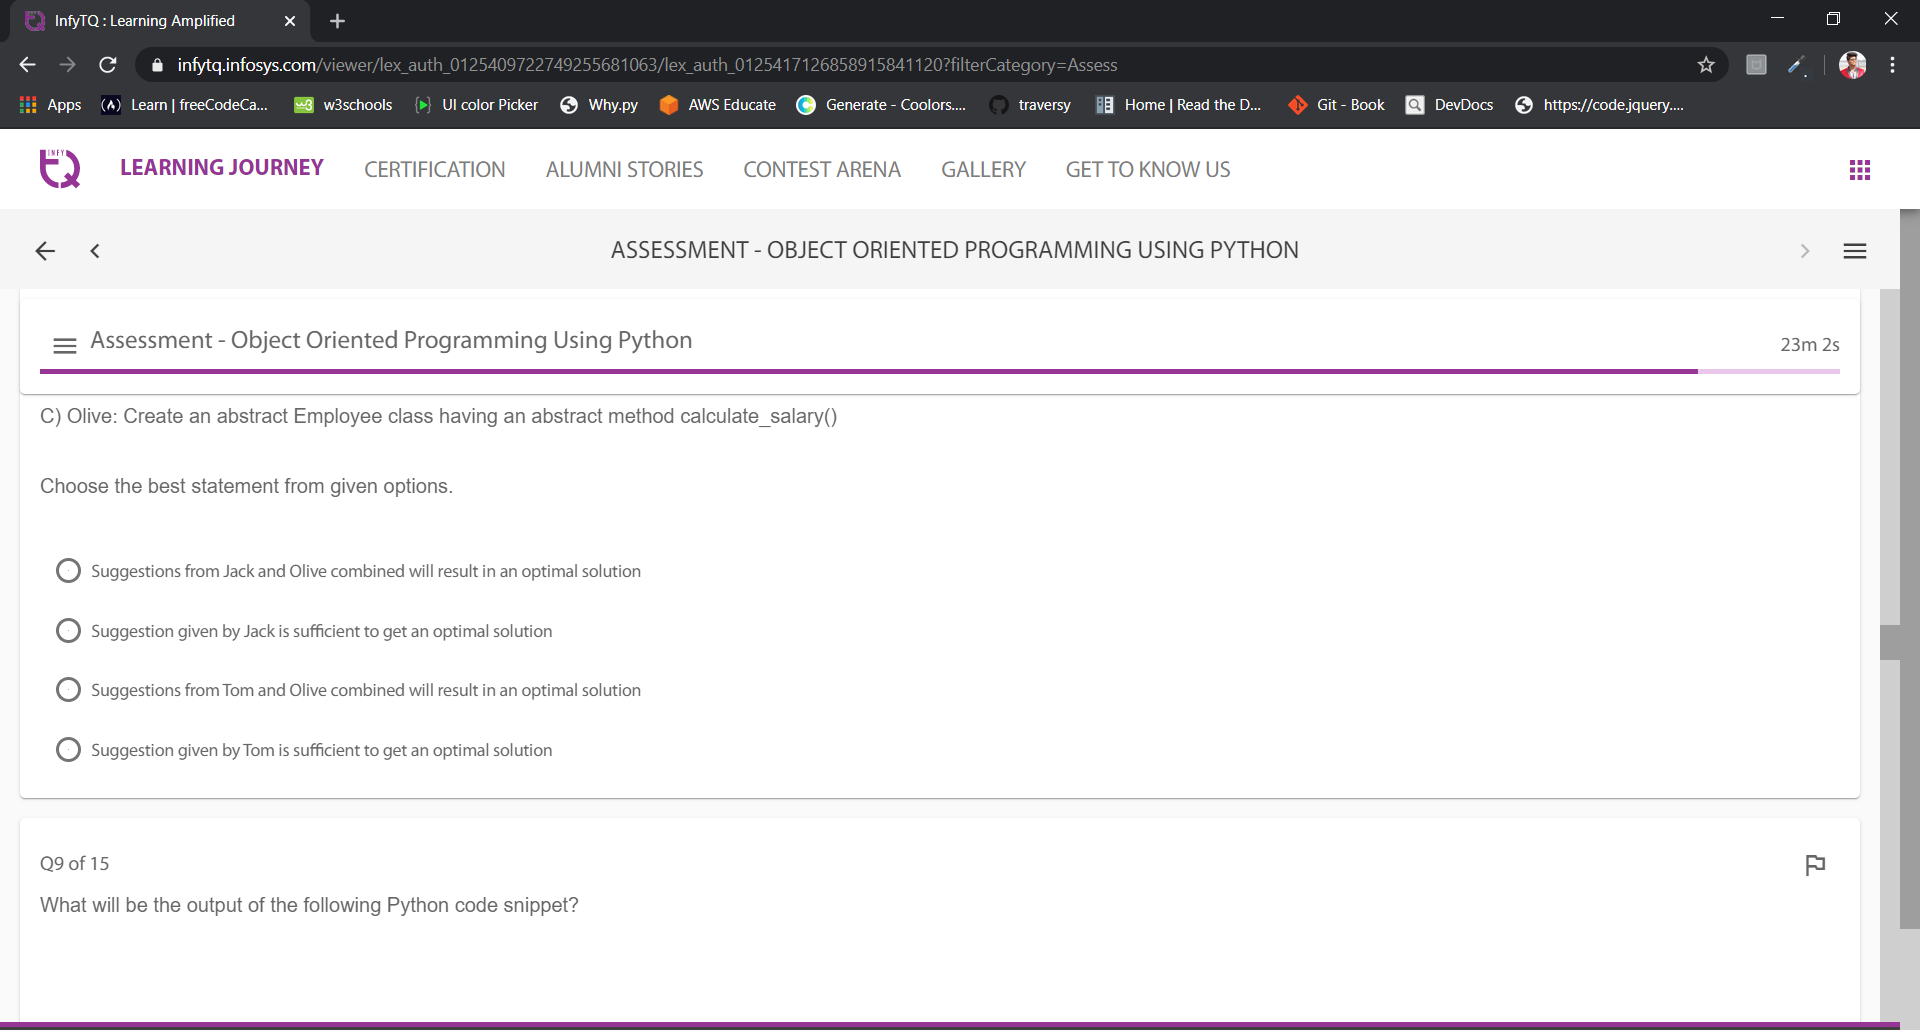 InfyTQ : Learning Amplified
infytq.infosys.com/viewer/lex_auth_0125409722749255681063/lex_auth_0125417126858915841120?filterCategory=Assess
Apps
Learn | freeCodeCa...
w3schools
UI color Picker
Why.py
AWS Educate
Generate - Coolors....
traversy
Home | Read the D...
Git - Book
DevDocs
https://code.jquery....
INFY
TQ
LEARNING JOURNEY
CERTIFICATION
ALUMNI STORIES
CONTEST ARENA
GALLERY
GET TO KNOW US
ASSESSMENT - OBJECT ORIENTED PROGRAMMING USING PYTHON
Assessment - Object Oriented Programming Using Python
23m 2s
C) Olive: Create an abstract Employee class having an abstract method calculate_salary()
Choose the best statement from given options.
Suggestions from Jack and Olive combined will result in an optimal solution
Suggestion given by Jack is sufficient to get an optimal solution
Suggestions from Tom and Olive combined will result in an optimal solution
Suggestion given by Tom is sufficient to get an optimal solution
Q9 of 15
What will be the output of the following Python code snippet?